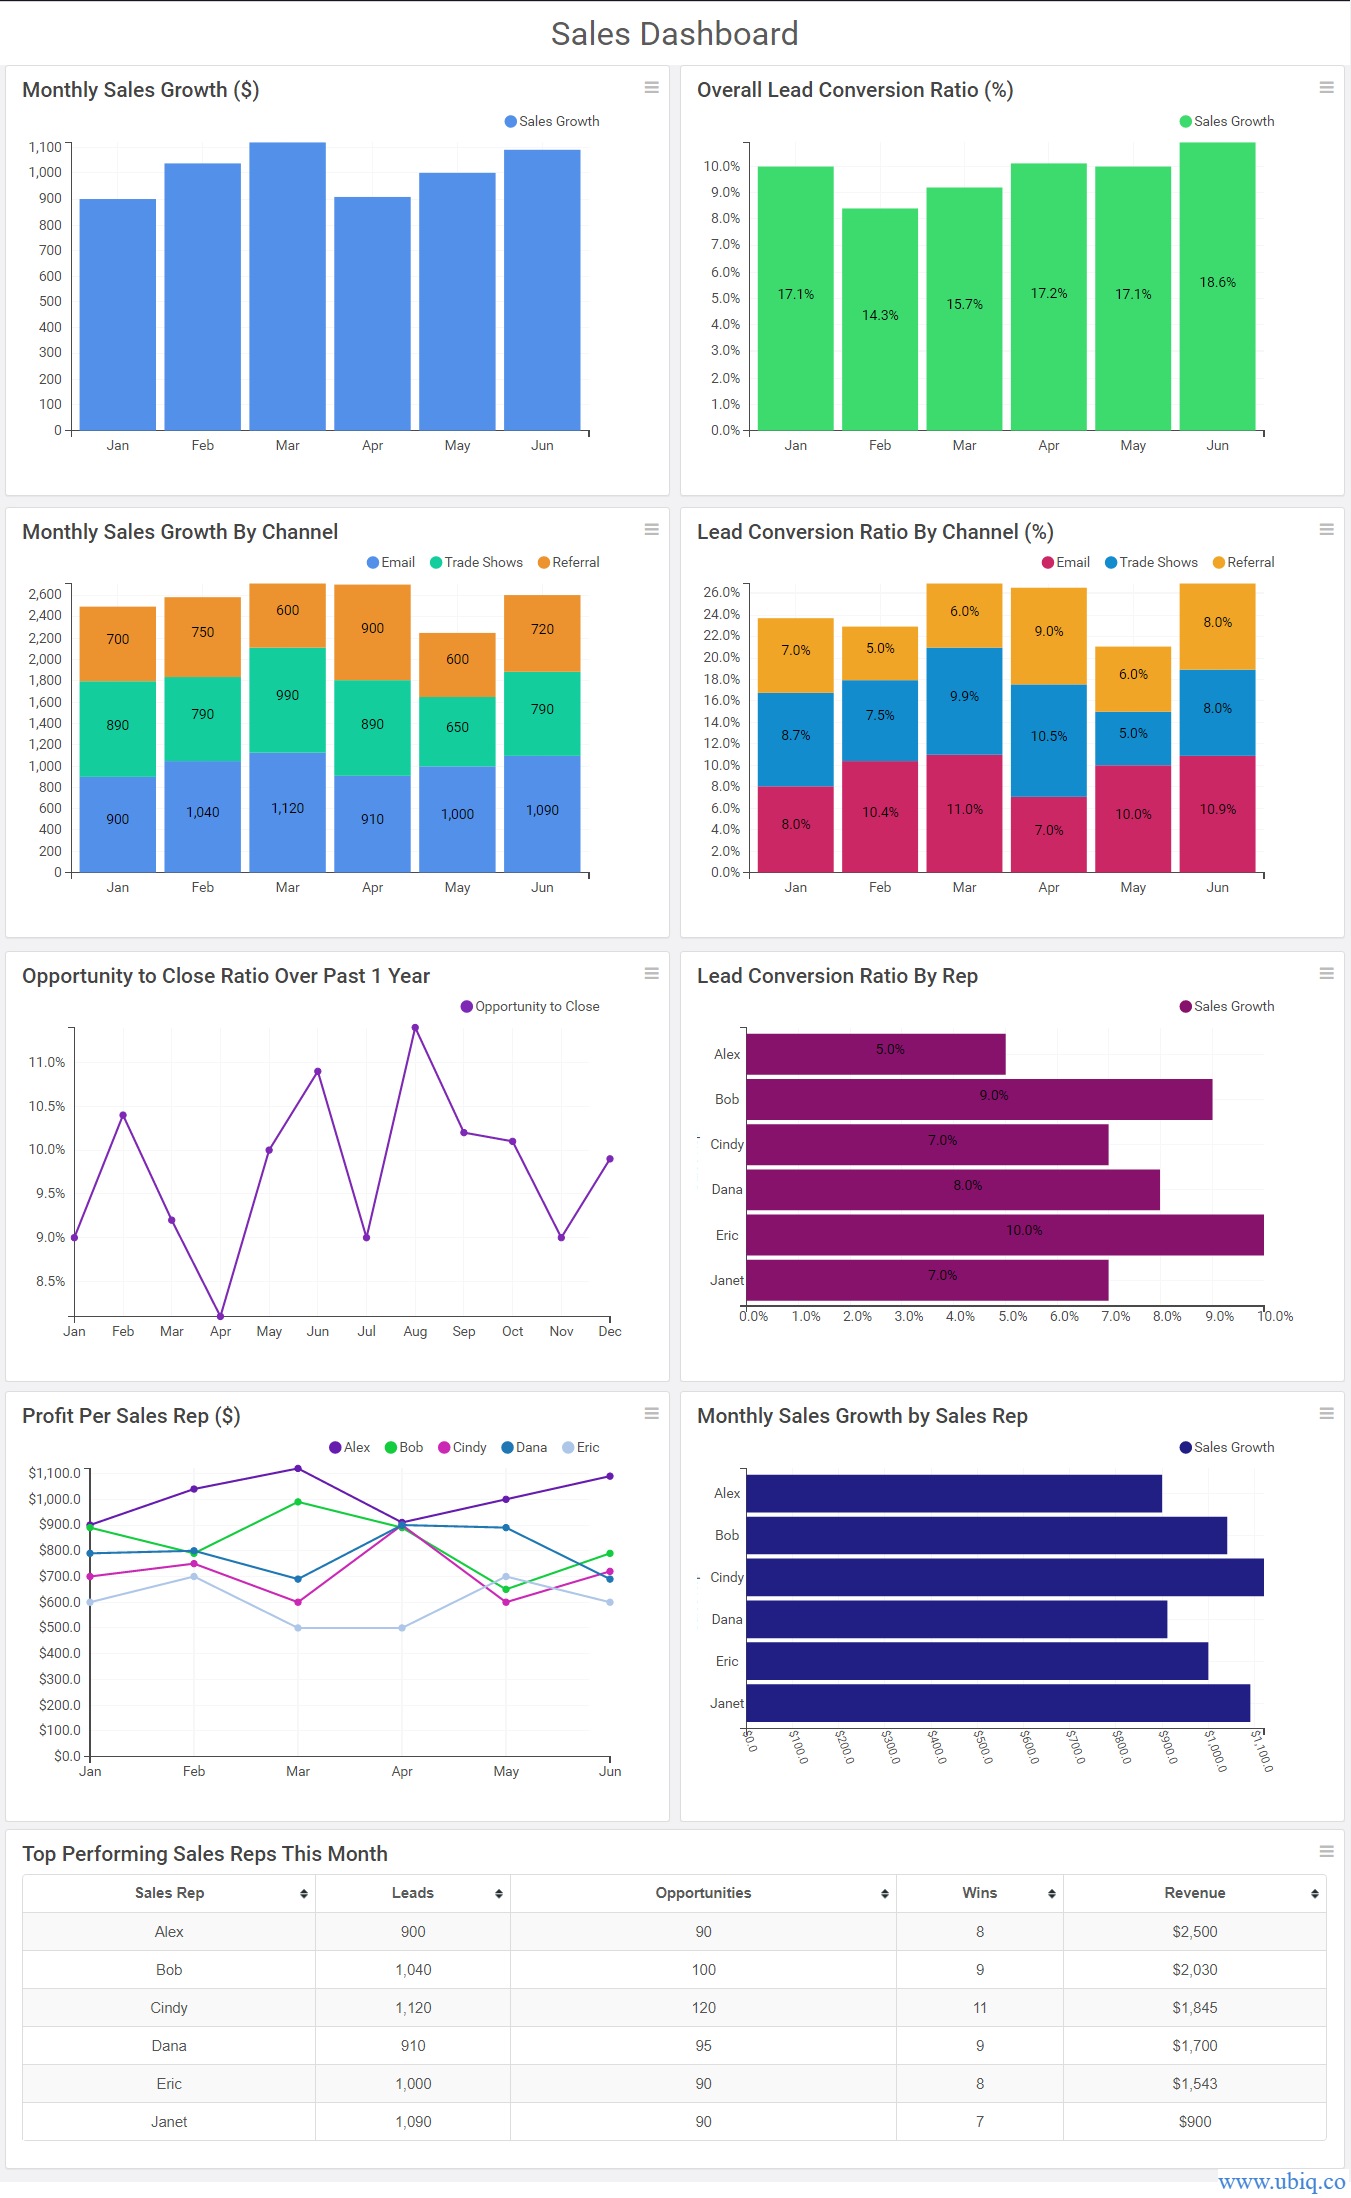 Sales Dashboard
Monthly Sales Growth ($)
Sales Growth
1,100
1,000
900
800
700
600
500
400
300
200
100
0
Jan Feb Mar Apr May Jun
Overall Lead Conversion Ratio (%)
Sales Growth
10.0%
9.0%
8.0%
7.0%
6.0%
5.0%
4.0%
3.0%
2.0%
1.0%
0.0%
17.1% 14.3% 15.7% 17.2% 17.1% 18.6%
Jan Feb Mar Apr May Jun
Monthly Sales Growth By Channel
Email Trade Shows Referral
2,600
2,400
2,200
2,000
1,800
1,600
1,400
1,200
1,000
800
600
400
200
0
700 750 600 900 600 720
890 790 990 890 650 790
900 1,040 1,120 910 1,000 1,090
Jan Feb Mar Apr May Jun
Lead Conversion Ratio By Channel (%)
Email Trade Shows Referral
26.0%
24.0%
22.0%
20.0%
18.0%
16.0%
14.0%
12.0%
10.0%
8.0%
6.0%
4.0%
2.0%
0.0%
7.0% 5.0% 6.0% 9.0% 6.0% 8.0%
8.7% 7.5% 9.9% 10.5% 5.0% 8.0%
8.0% 10.4% 11.0% 7.0% 10.0% 10.9%
Jan Feb Mar Apr May Jun
Opportunity to Close Ratio Over Past 1 Year
Opportunity to Close
11.0%
10.5%
10.0%
9.5%
9.0%
8.5%
Jan Feb Mar Apr May Jun Jul Aug Sep Oct Nov Dec
Lead Conversion Ratio By Rep
Sales Growth
Alex 5.0%
Bob 9.0%
Cindy 7.0%
Dana 8.0%
Eric 10.0%
Janet 7.0%
0.0% 1.0% 2.0% 3.0% 4.0% 5.0% 6.0% 7.0% 8.0% 9.0% 10.0%
Profit Per Sales Rep ($)
Alex Bob Cindy Dana Eric
$1,100.0
$1,000.0
$900.0
$800.0
$700.0
$600.0
$500.0
$400.0
$300.0
$200.0
$100.0
$0.0
Jan Feb Mar Apr May Jun
Monthly Sales Growth by Sales Rep
Sales Growth
Alex
Bob
Cindy
Dana
Eric
Janet
$0.0 $100.0 $200.0 $300.0 $400.0 $500.0 $600.0 $700.0 $800.0 $900.0 $1,000.0 $1,100.0
Top Performing Sales Reps This Month
Sales Rep Leads Opportunities Wins Revenue
Alex 900 90 8 $2,500
Bob 1,040 100 9 $2,030
Cindy 1,120 120 11 $1,845
Dana 910 95 9 $1,700
Eric 1,000 90 8 $1,543
Janet 1,090 90 7 $900
www.ubiq.co